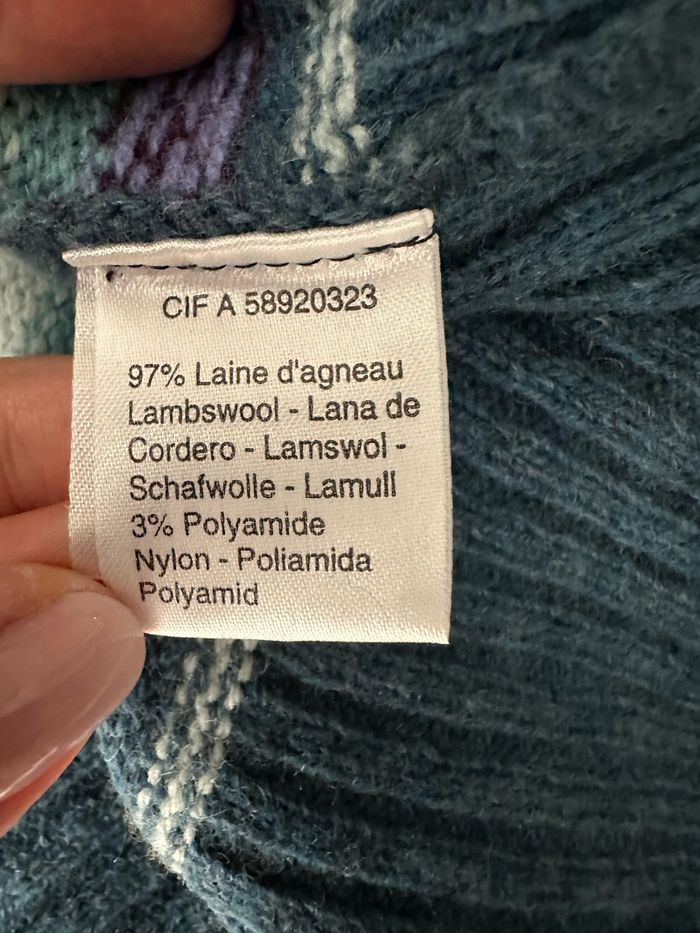 CIF A 58920323
97% Laine d'agneau
Lambswool - Lana de
Cordero - Lamswol -
Schafwolle - Lamull
3% Polyamide
Nylon - Poliamida
Polyamid